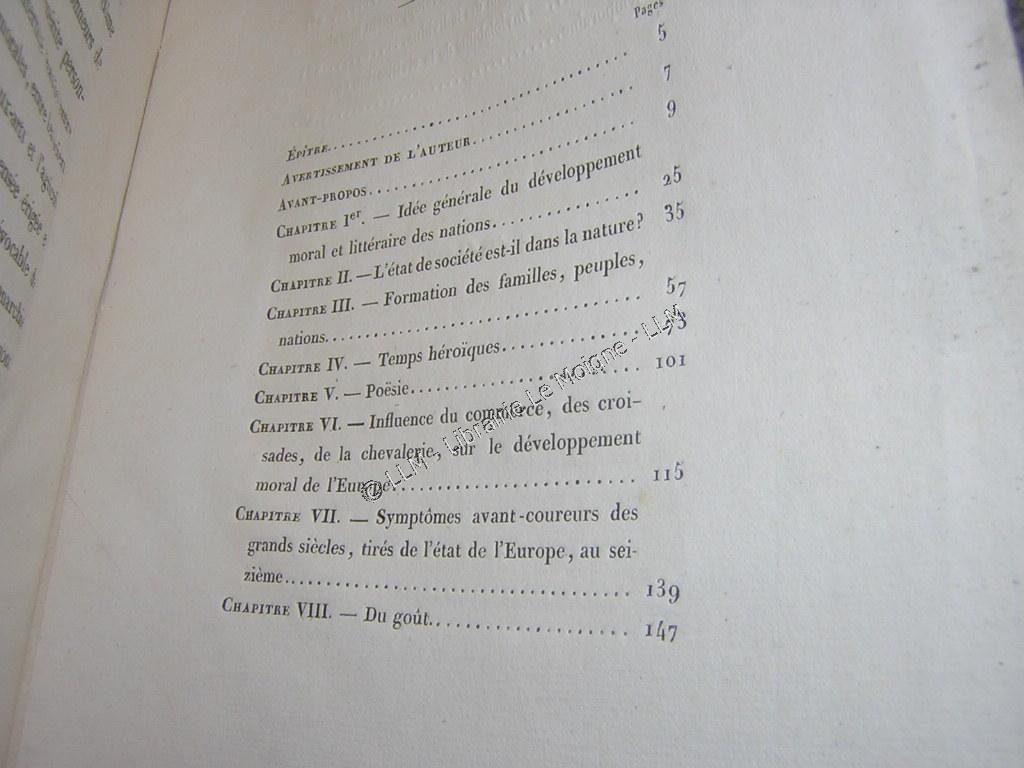 Pages
Épître........ 5
Avertissement de l'auteur........ 7
Avant-propos........ 9
Chapitre Ier. — Idée générale du développement
moral et littéraire des nations........ 25
Chapitre II. — L'état de société est-il dans la nature? 35
Chapitre III. — Formation des familles, peuples,
nations........ 57
Chapitre IV. — Temps héroïques........ 73
Chapitre V. — Poësie........ 101
Chapitre VI. — Influence du commerce, des croi-
sades, de la chevalerie, sur le développement
moral de l'Europe........ 115
Chapitre VII. — Symptômes avant-coureurs des
grands siècles, tirés de l'état de l'Europe, au sei-
zième........ 139
Chapitre VIII. — Du goût........ 147
© LLM - Librairie Le Moigne - LLM